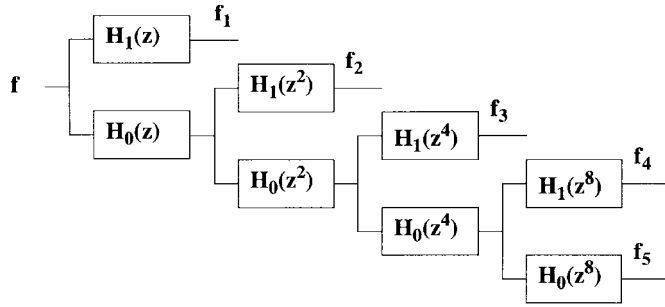 f₁
H₁(z)
f₂
f
H₁(z²)
f₃
H₀(z)
H₁(z⁴)
f₄
H₀(z²)
H₁(z⁸)
H₀(z⁴)
f₅
H₀(z⁸)